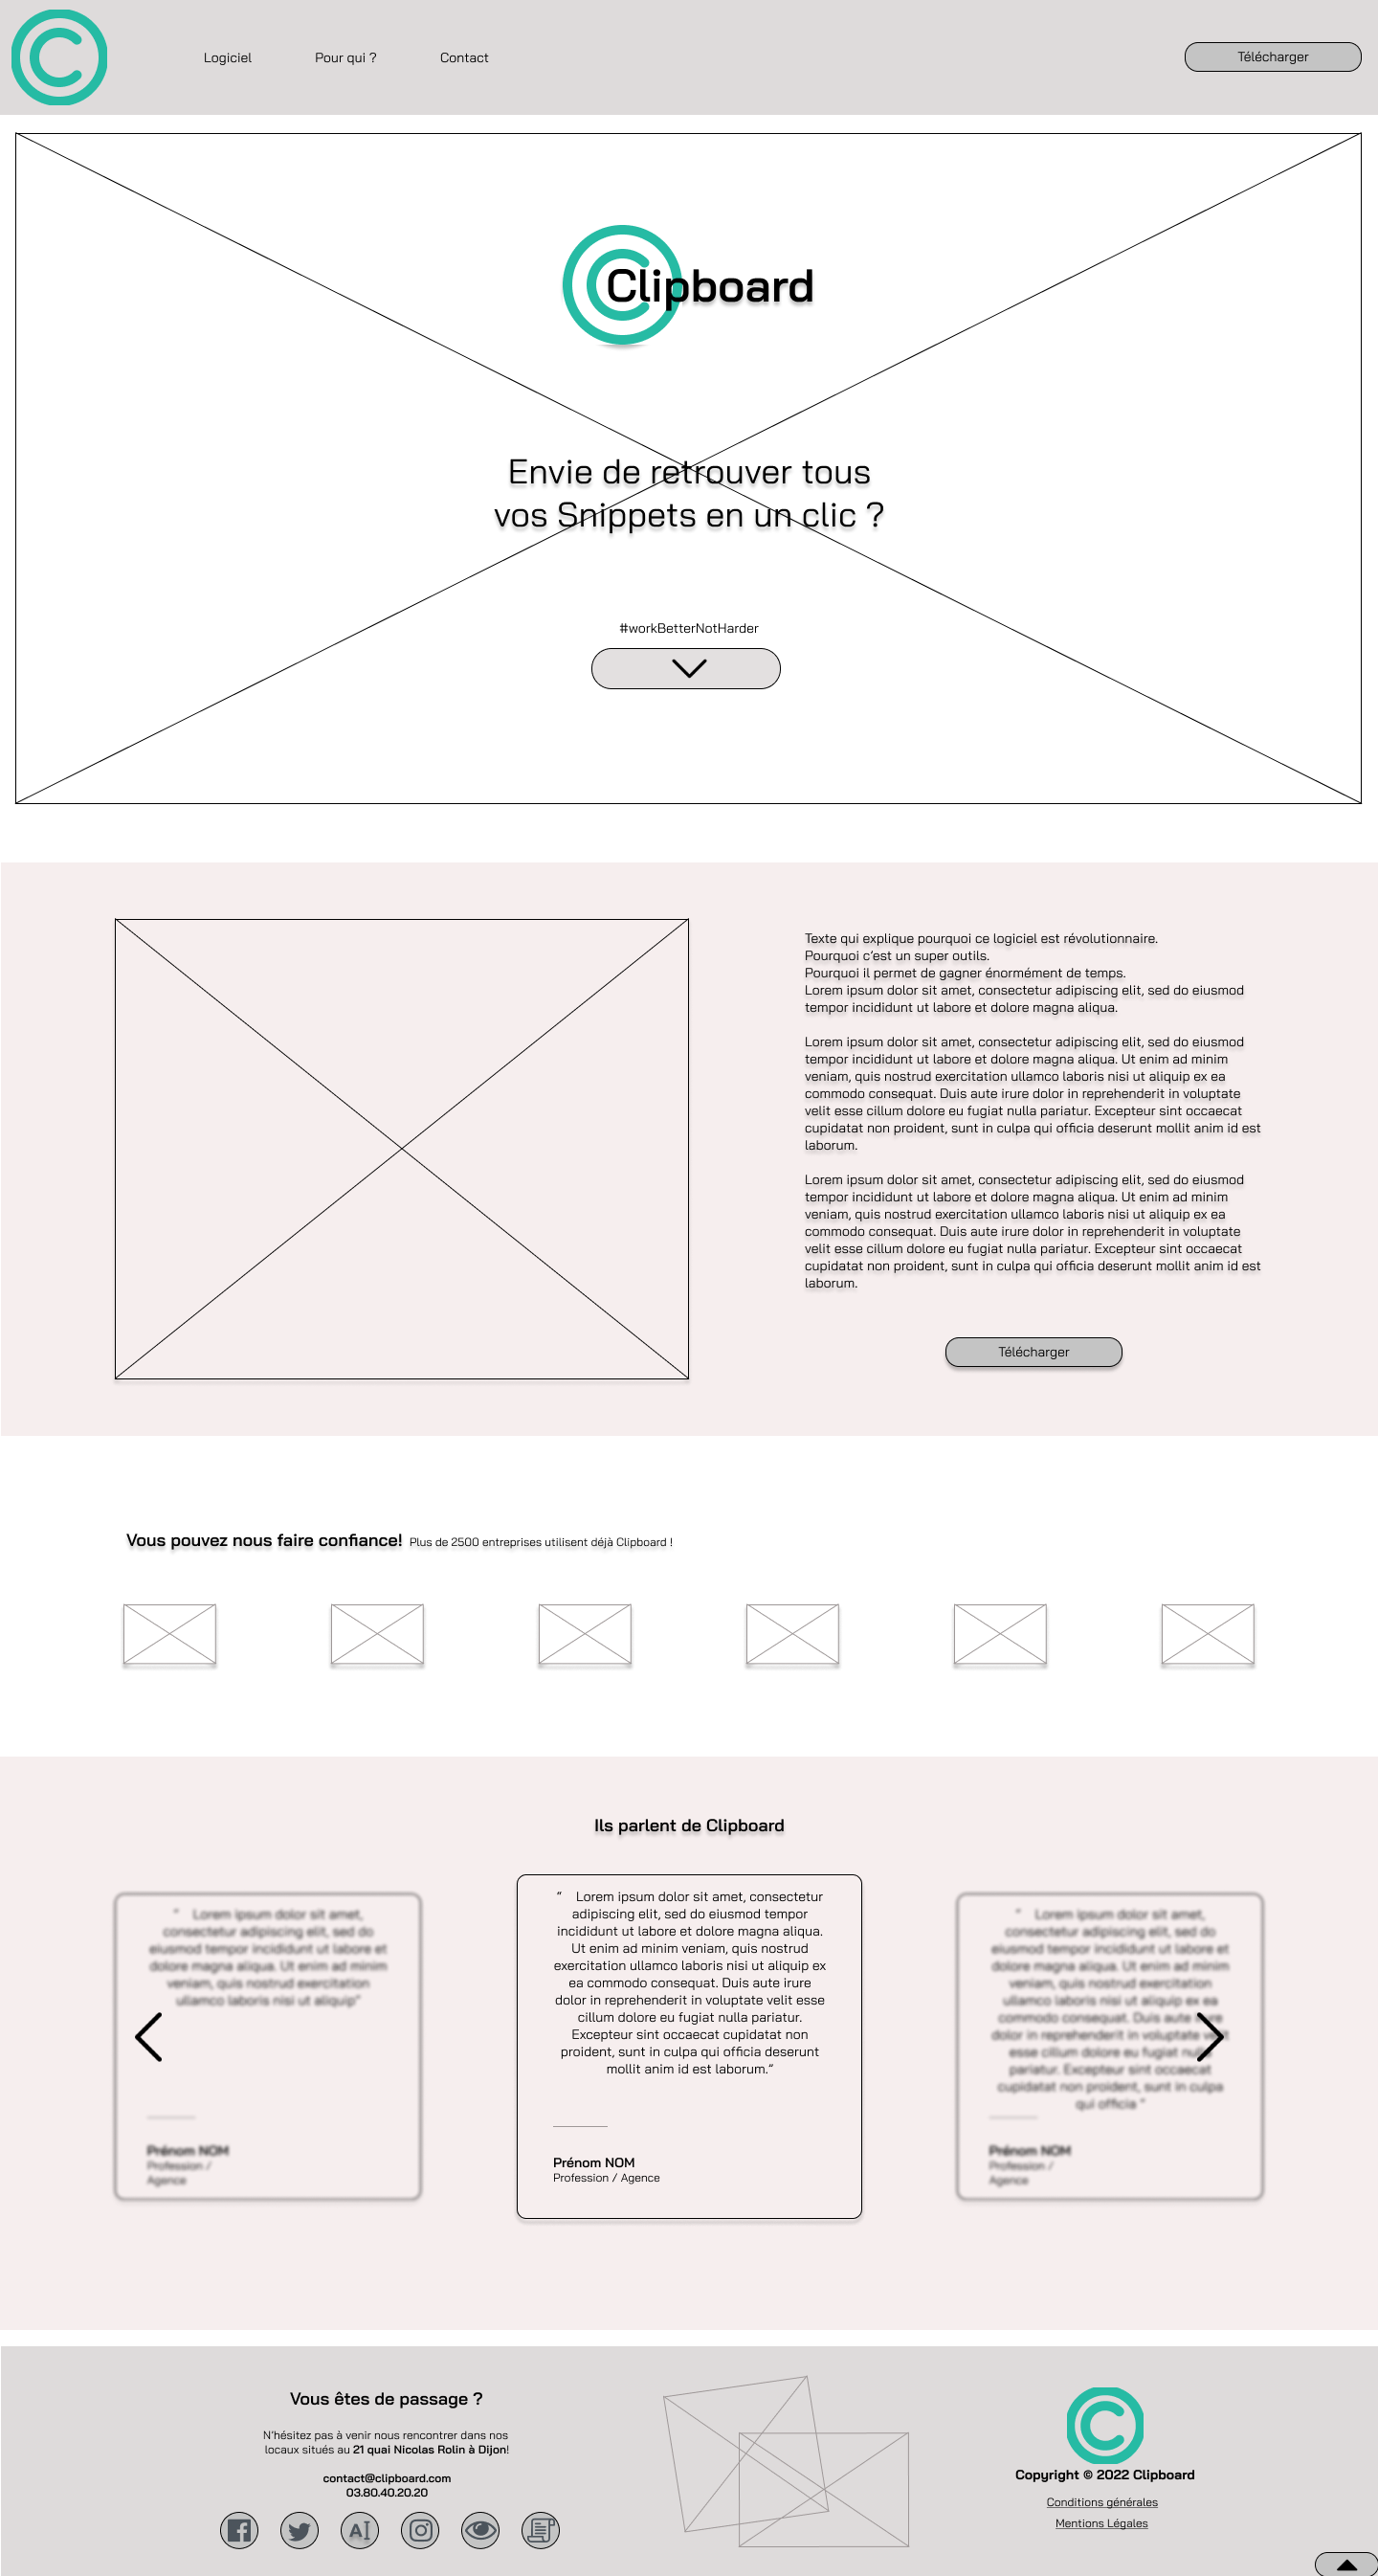 Logiciel
Pour qui ?
Contact
Télécharger
Clipboard
Envie de retrouver tous
vos Snippets en un clic ?
#workBetterNotHarder
Texte qui explique pourquoi ce logiciel est révolutionnaire.
Pourquoi c'est un super outils.
Pourquoi il permet de gagner énormément de temps.
Lorem ipsum dolor sit amet, consectetur adipiscing elit, sed do eiusmod
tempor incididunt ut labore et dolore magna aliqua.
Lorem ipsum dolor sit amet, consectetur adipiscing elit, sed do eiusmod
tempor incididunt ut labore et dolore magna aliqua. Ut enim ad minim
veniam, quis nostrud exercitation ullamco laboris nisi ut aliquip ex ea
commodo consequat. Duis aute irure dolor in reprehenderit in voluptate
velit esse cillum dolore eu fugiat nulla pariatur. Excepteur sint occaecat
cupidatat non proident, sunt in culpa qui officia deserunt mollit anim id est
laborum.
Lorem ipsum dolor sit amet, consectetur adipiscing elit, sed do eiusmod
tempor incididunt ut labore et dolore magna aliqua. Ut enim ad minim
veniam, quis nostrud exercitation ullamco laboris nisi ut aliquip ex ea
commodo consequat. Duis aute irure dolor in reprehenderit in voluptate
velit esse cillum dolore eu fugiat nulla pariatur. Excepteur sint occaecat
cupidatat non proident, sunt in culpa qui officia deserunt mollit anim id est
laborum.
Télécharger
Vous pouvez nous faire confiance! Plus de 2500 entreprises utilisent déjà Clipboard !
Ils parlent de Clipboard
" Lorem ipsum dolor sit amet,
consectetur adipiscing elit, sed do
eiusmod tempor incididunt ut labore et
dolore magna aliqua. Ut enim ad minim
veniam, quis nostrud exercitation
ullamco laboris nisi ut aliquip"
Prénom NOM
Profession /
Agence
" Lorem ipsum dolor sit amet, consectetur
adipiscing elit, sed do eiusmod tempor
incididunt ut labore et dolore magna aliqua.
Ut enim ad minim veniam, quis nostrud
exercitation ullamco laboris nisi ut aliquip ex
ea commodo consequat. Duis aute irure
dolor in reprehenderit in voluptate velit esse
cillum dolore eu fugiat nulla pariatur.
Excepteur sint occaecat cupidatat non
proident, sunt in culpa qui officia deserunt
mollit anim id est laborum."
Prénom NOM
Profession / Agence
" Lorem ipsum dolor sit amet,
consectetur adipiscing elit, sed do
eiusmod tempor incididunt ut labore et
dolore magna aliqua. Ut enim ad minim
veniam, quis nostrud exercitation
ullamco laboris nisi ut aliquip ex ea
commodo consequat. Duis aute irure
dolor in reprehenderit in voluptate velit
esse cillum dolore eu fugiat nulla
pariatur. Excepteur sint occaecat
cupidatat non proident, sunt in culpa
qui officia "
Prénom NOM
Profession /
Agence
Vous êtes de passage ?
N'hésitez pas à venir nous rencontrer dans nos
locaux situés au 21 quai Nicolas Rolin à Dijon!
contact@clipboard.com
03.80.40.20.20
Copyright © 2022 Clipboard
Conditions générales
Mentions Légales